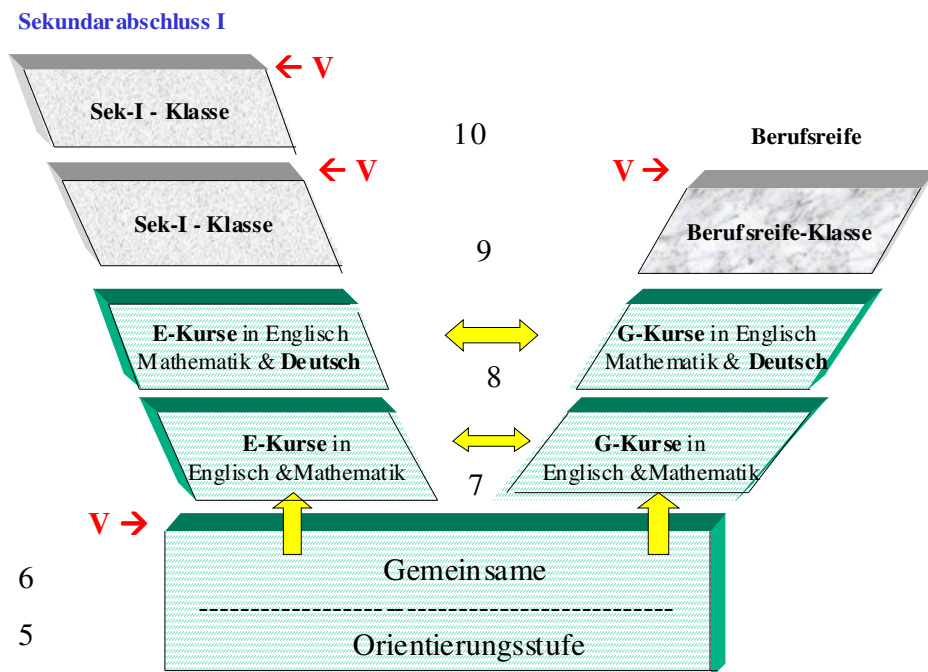 Sekundarabschluss I
← V
Sek-I - Klasse
10
Berufsreife
← V
V →
Sek-I - Klasse
Berufsreife-Klasse
9
E-Kurse in Englisch
Mathematik & Deutsch
G-Kurse in Englisch
Mathematik & Deutsch
8
E-Kurse in
Englisch &Mathematik
G-Kurse in
Englisch &Mathematik
7
V →
6
Gemeinsame
5
Orientierungsstufe